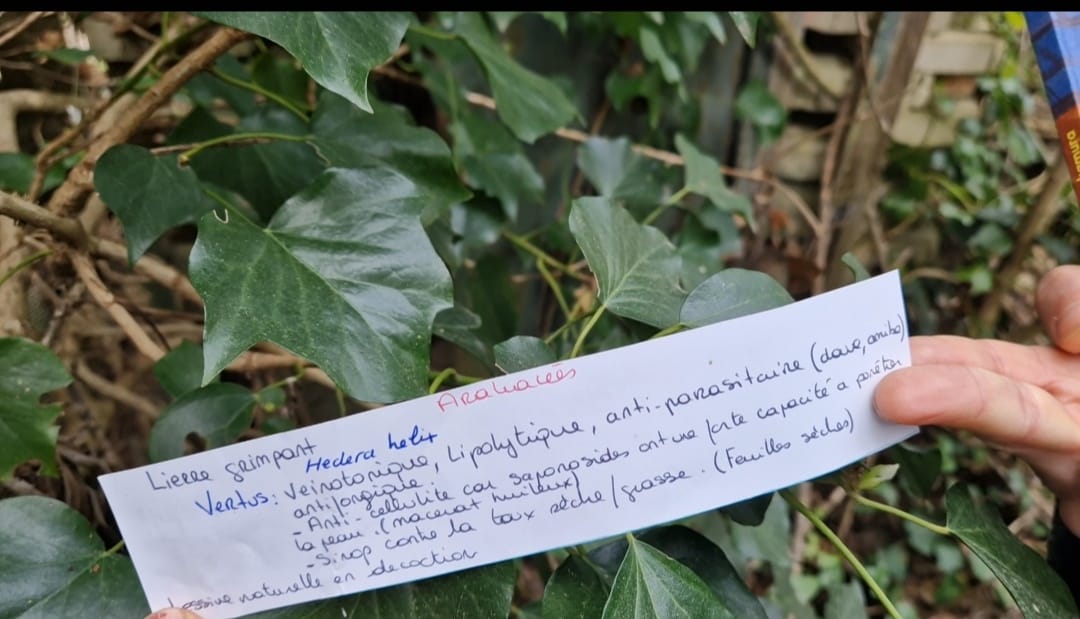 Araliacées
Lierre grimpant
Hedera helix
Vertus: Veinotonique, Lipolytique, anti-parasitaire (douve, amibe)
antifongique.
- Anti-cellulite car saponosides ont une forte capacité a pénétrer
la peau. (macerat huileux)
- Sirop contre la toux sèche/grasse. (Feuilles sèches)
Lessive naturelle en decoction